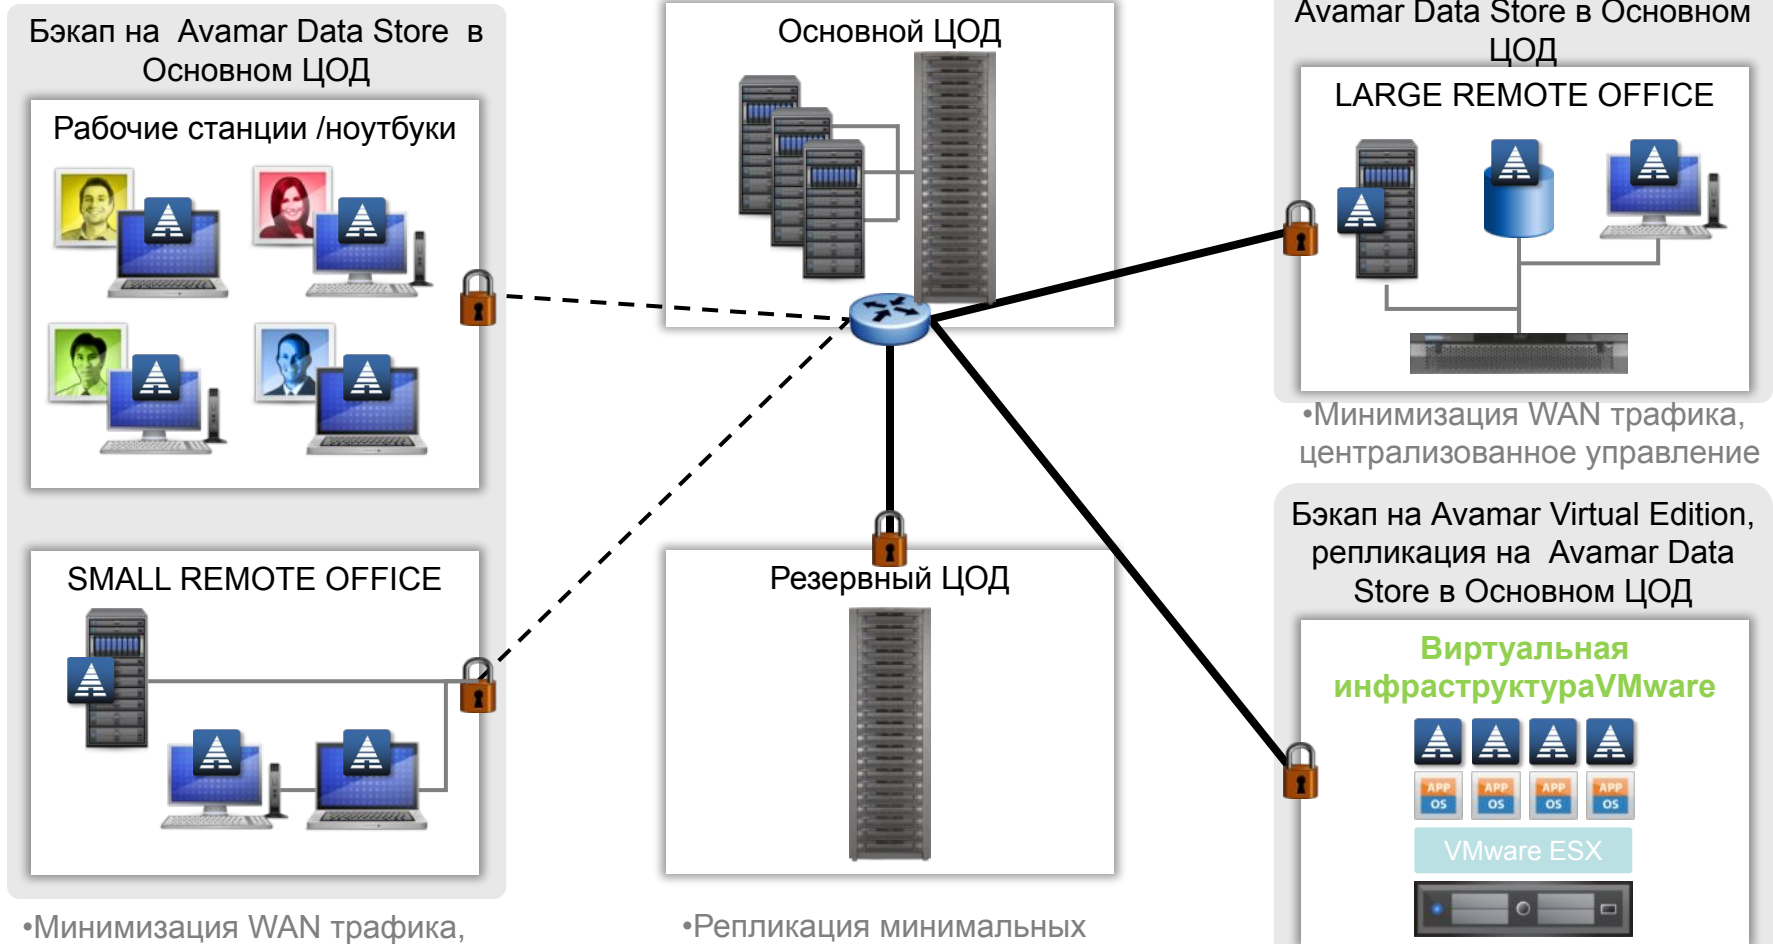 Бэкап на Avamar Data Store в
Основном ЦОД
Рабочие станции /ноутбуки
SMALL REMOTE OFFICE
•Минимизация WAN трафика,
Основной ЦОД
Резервный ЦОД
•Репликация минимальных
Avamar Data Store в Основном
ЦОД
LARGE REMOTE OFFICE
•Минимизация WAN трафика,
централизованное управление
Бэкап на Avamar Virtual Edition,
репликация на Avamar Data
Store в Основном ЦОД
Виртуальная
инфраструктураVMware
APP APP APP APP
OS OS OS OS
VMware ESX